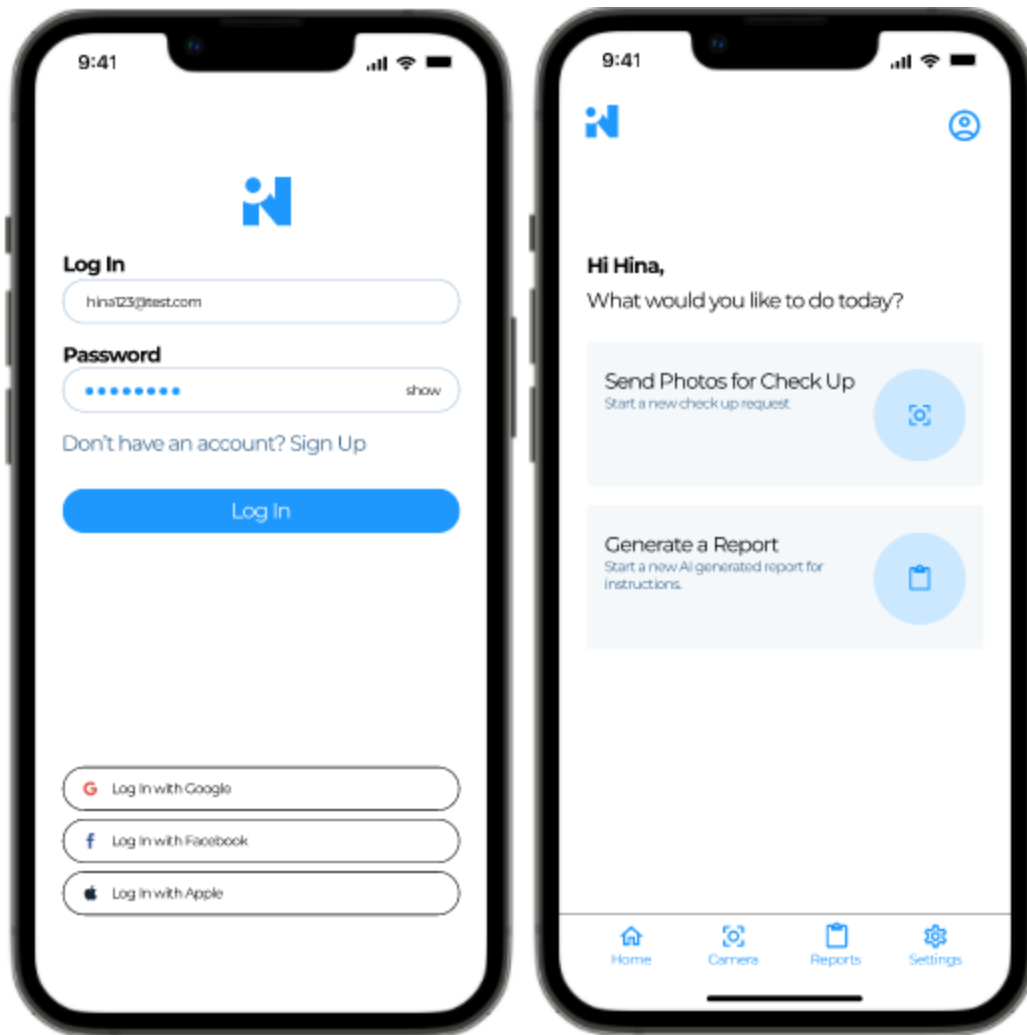 9:41
Log In
hina123@test.com
Password
show
Don't have an account? Sign Up
Log In
Log In with Google
Log In with Facebook
Log In with Apple
9:41
Hi Hina,
What would you like to do today?
Send Photos for Check Up
Start a new check up request
Generate a Report
Start a new AI generated report for
instructions.
Home Camera Reports Settings